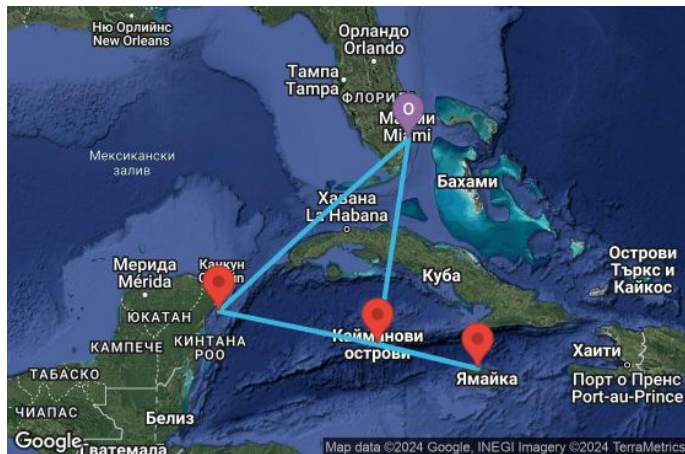 Ню Орлийнс
New Orleans
Орландо
Orlando
Тампа
Tampa
ФЛОРИДА
O
Маями
Miami
Мексикански
залив
Бахами
Хавана
La Habana
Мерида
Mérida
Канкун
Куба
Острови
Търкс и
Кайкос
ЮКАТАН
КАМПЕЧЕ
КИНТАНА
РОО
Кайманови
острови
ТАБАСКО
Ямайка
Хаити
Порт о Пренс
Port-au-Prince
ЧИАПАС
Белиз
Google
Гватемала
Map data ©2024 Google, INEGI Imagery ©2024 TerraMetrics